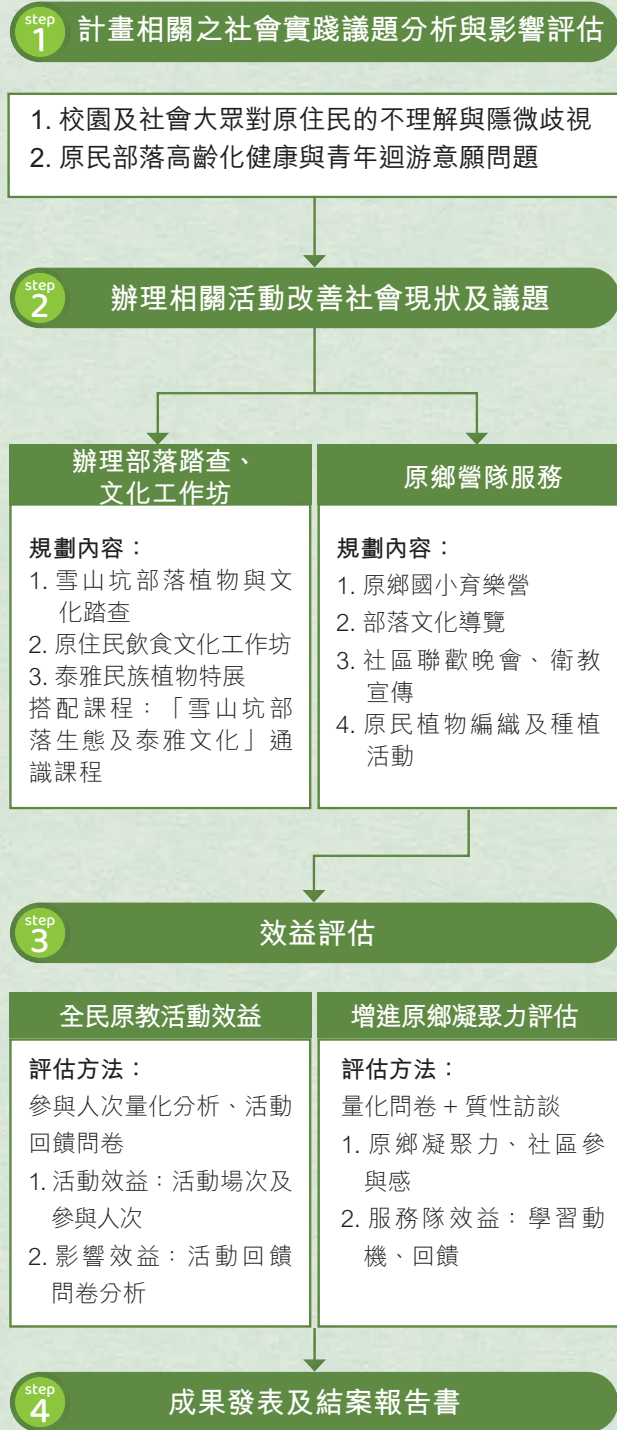 step 1 計畫相關之社會實踐議題分析與影響評估
1. 校園及社會大眾對原住民的不理解與隱微歧視
2. 原民部落高齡化健康與青年迴游意願問題
step 2 辦理相關活動改善社會現狀及議題
辦理部落踏查、
文化工作坊
規劃內容：
1. 雪山坑部落植物與文
化踏查
2. 原住民飲食文化工作坊
3. 泰雅民族植物特展
搭配課程：「雪山坑部
落生態及泰雅文化」通
識課程
原鄉營隊服務
規劃內容：
1. 原鄉國小育樂營
2. 部落文化導覽
3. 社區聯歡晚會、衛教
宣傳
4. 原民植物編織及種植
活動
step 3 效益評估
全民原教活動效益
評估方法：
參與人次量化分析、活動
回饋問卷
1. 活動效益：活動場次及
參與人次
2. 影響效益：活動回饋
問卷分析
增進原鄉凝聚力評估
評估方法：
量化問卷 + 質性訪談
1. 原鄉凝聚力、社區參
與感
2. 服務隊效益：學習動
機、回饋
step 4 成果發表及結案報告書